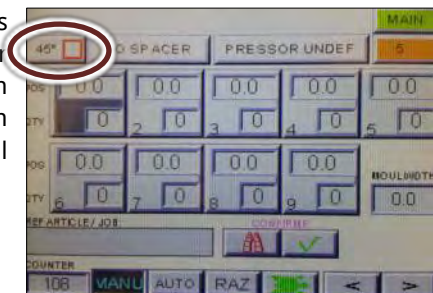 s
r
n
n
l
MAIN
45° O SPACER PRESSOR UNDEF 5
POS 0.0 0.0 0.0 0.0 0.0
QTY 0 2 0 3 0 4 0 5 0
POS 0.0 0.0 0.0 0.0
MOULWIDTH
QTY 6 0 7 0 8 0 9 0 0.0
REF ARTICLE / JOB: CONFIRME
COUNTER
108 MANU AUTO RAZ < >